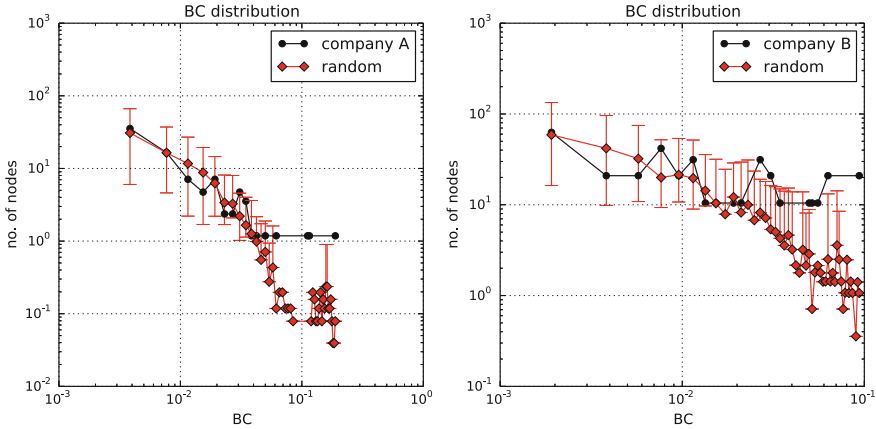 BC distribution
10^3
10^2
10^1
10^0
10^-1
10^-2
no. of nodes
company A
random
10^-3
10^-2
10^-1
10^0
BC
BC distribution
10^3
10^2
10^1
10^0
10^-1
no. of nodes
company B
random
10^-3
10^-2
10^-1
BC